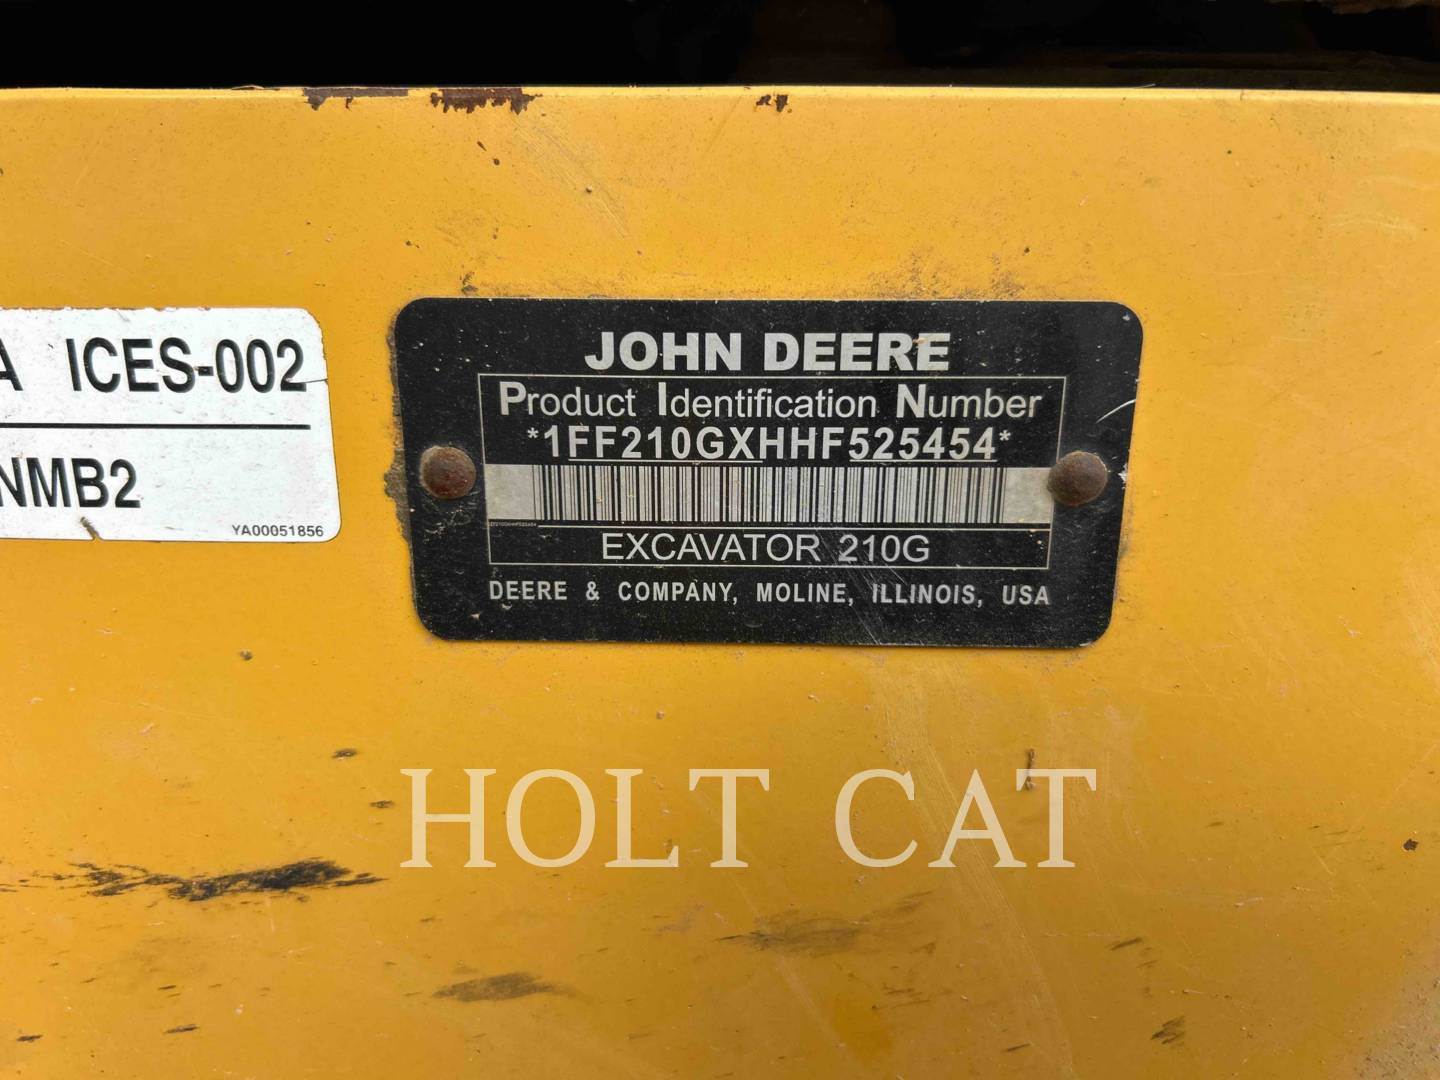 A ICES-002
NMB2
YA00051856
JOHN DEERE
Product Identification Number
*1FF210GXHHF525454*
EXCAVATOR 210G
DEERE & COMPANY, MOLINE, ILLINOIS, USA
HOLT CAT